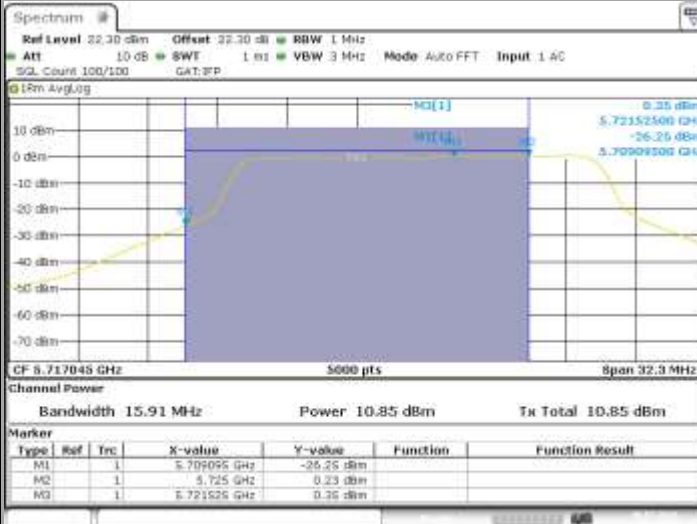 Spectrum
Ref Level 22.30 dBm Offset 22.30 dB RBW 1 MHz
Att 10 dB SWT 1 ms VBW 3 MHz Mode Auto FFT Input 1 AC
SGL Count 100/100 GAT:IFP
1Rm AvgLog
M3[1] 0.35 dBm
5.72152500 GHz
10 dBm M1[1] -26.25 dBm
M2 5.70909500 GHz
0 dBm
-10 dBm
-20 dBm
-30 dBm
-40 dBm
-50 dBm
-60 dBm
-70 dBm
CF 5.717045 GHz 5000 pts Span 32.3 MHz
Channel Power
Bandwidth 15.91 MHz Power 10.85 dBm Tx Total 10.85 dBm
Marker
Type Ref Trc X-value Y-value Function Function Result
M1 1 5.709095 GHz -26.25 dBm
M2 1 5.725 GHz 0.23 dBm
M3 1 5.721525 GHz 0.35 dBm